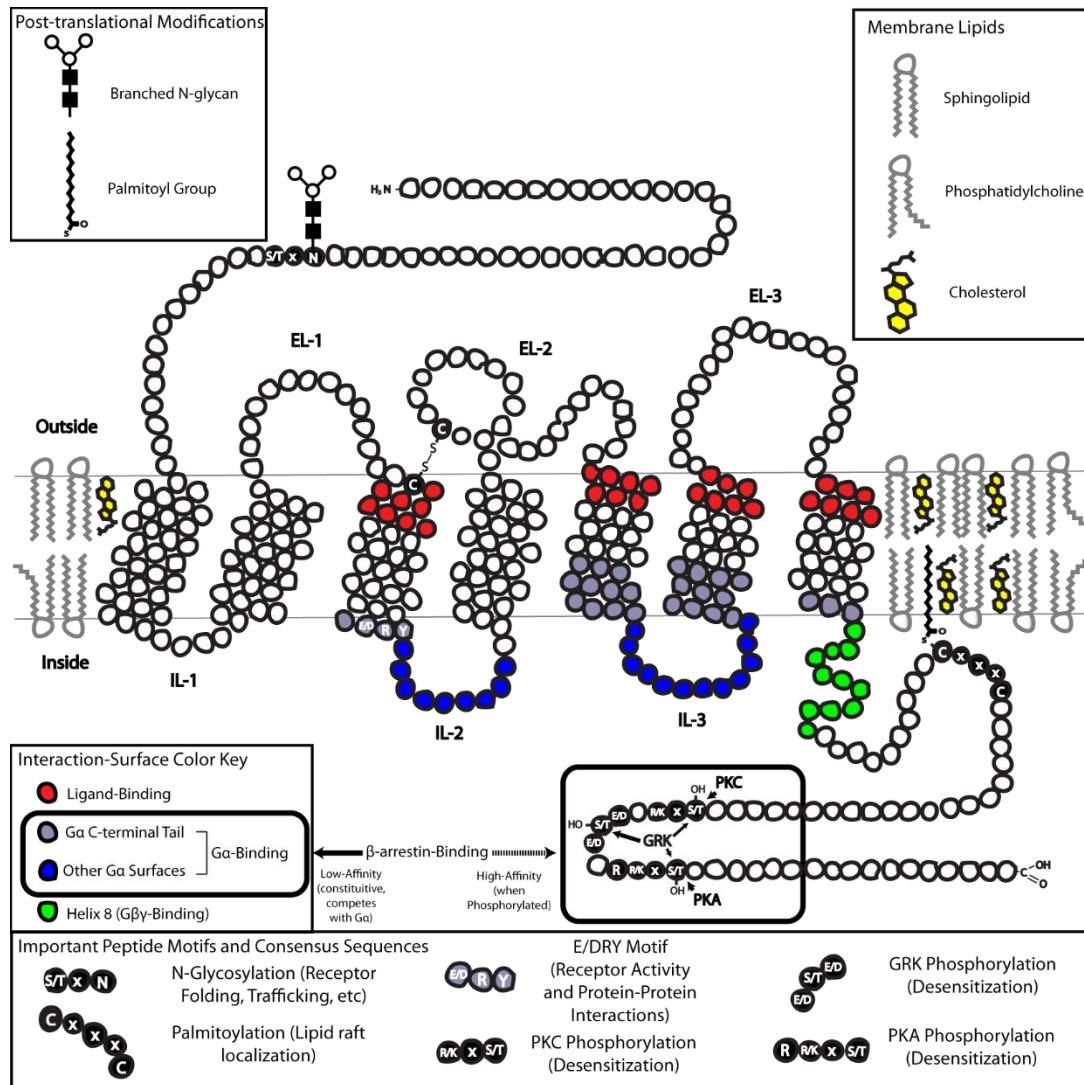 Post-translational Modifications
Branched N-glycan
Palmitoyl Group
S
O
Membrane Lipids
Sphingolipid
Phosphatidylcholine
Cholesterol
H₃N
S/T X N
EL-1
EL-2
EL-3
Outside
C
S
S
C
E/D R Y
Inside
IL-1
IL-2
IL-3
S
O
C X X X C
Interaction-Surface Color Key
Ligand-Binding
Gα C-terminal Tail
Other Gα Surfaces
Gα-Binding
Helix 8 (Gβγ-Binding)
β-arrestin-Binding
Low-Affinity
(constituitive,
competes
with Gα)
High-Affinity
(when
Phosphorylated)
OH
PKC
HO
S/T E/D R/K X S/T
E/D
GRK
R R/K X S/T
OH
PKA
C
OH
O
Important Peptide Motifs and Consensus Sequences
S/T X N
N-Glycosylation (Receptor
Folding, Trafficking, etc)
C X X X C
Palmitoylation (Lipid raft
localization)
E/D R Y
E/DRY Motif
(Receptor Activity
and Protein-Protein
Interactions)
R/K X S/T
PKC Phosphorylation
(Desensitization)
E/D S/T E/D
GRK Phosphorylation
(Desensitization)
R R/K X S/T
PKA Phosphorylation
(Desensitization)